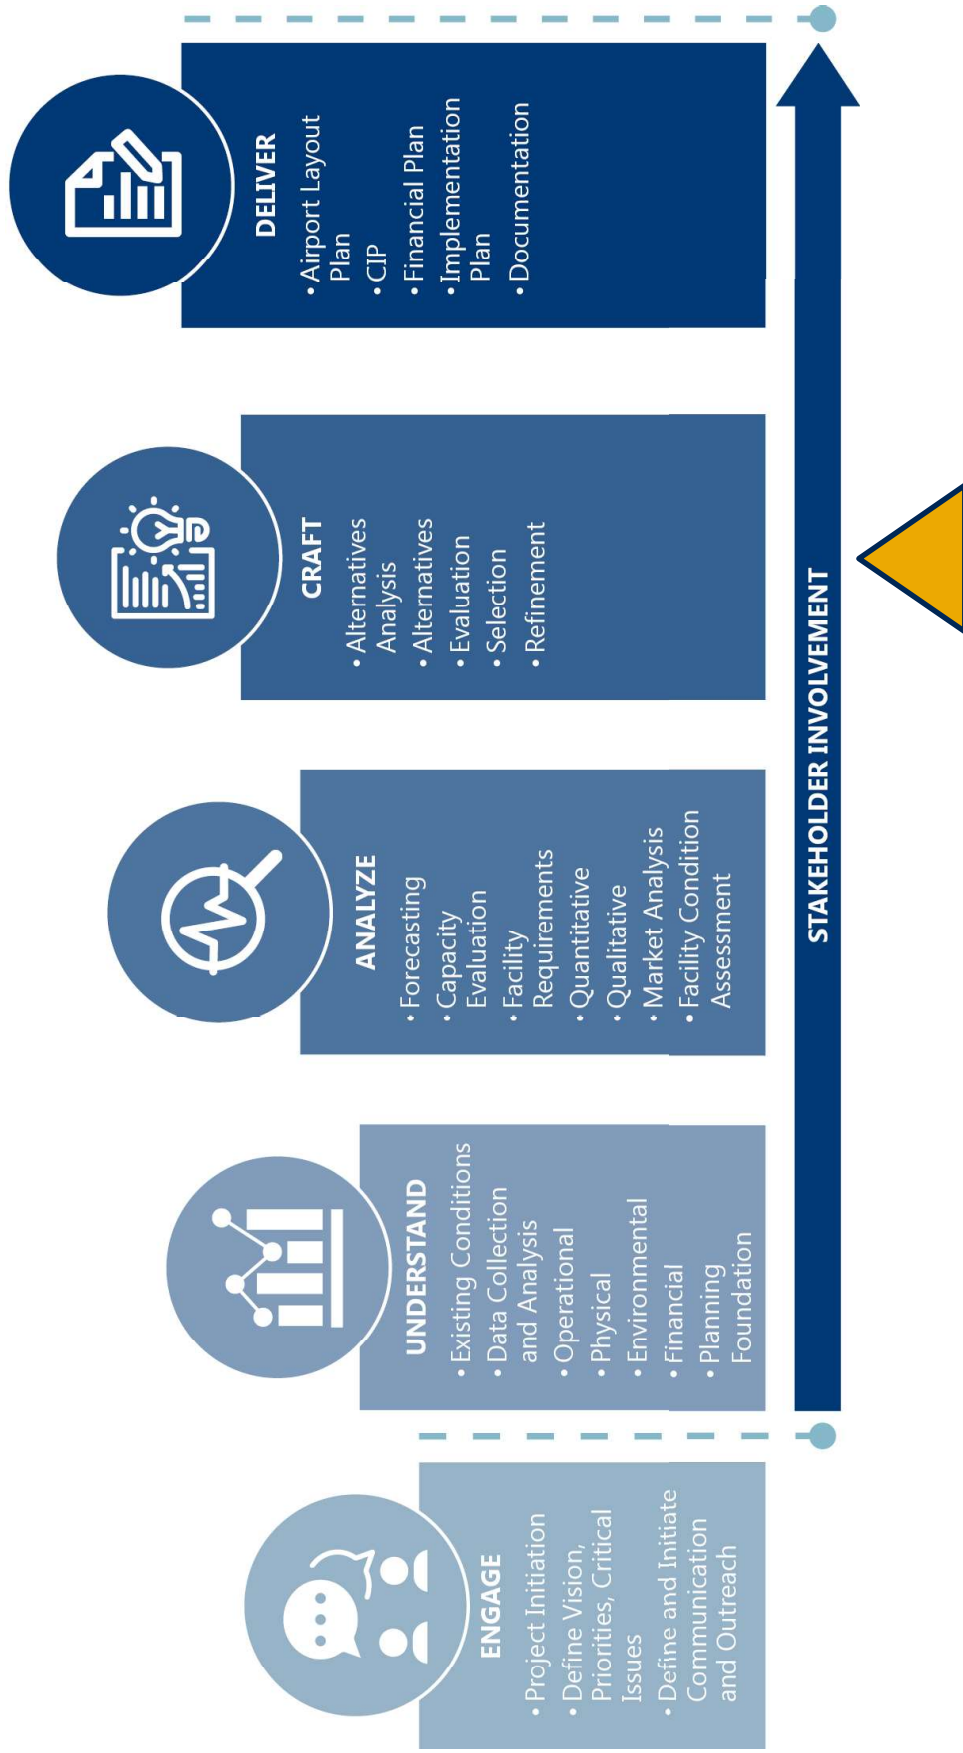 ENGAGE
• Project Initiation
• Define Vision,
Priorities, Critical
Issues
• Define and Initiate
Communication
and Outreach
UNDERSTAND
• Existing Conditions
• Data Collection
and Analysis
• Operational
• Physical
• Environmental
• Financial
• Planning
Foundation
ANALYZE
• Forecasting
• Capacity
Evaluation
• Facility
Requirements
• Quantitative
• Qualitative
• Market Analysis
• Facility Condition
Assessment
CRAFT
• Alternatives
Analysis
• Alternatives
• Evaluation
• Selection
• Refinement
DELIVER
• Airport Layout
Plan
• CIP
• Financial Plan
• Implementation
Plan
• Documentation
STAKEHOLDER INVOLVEMENT